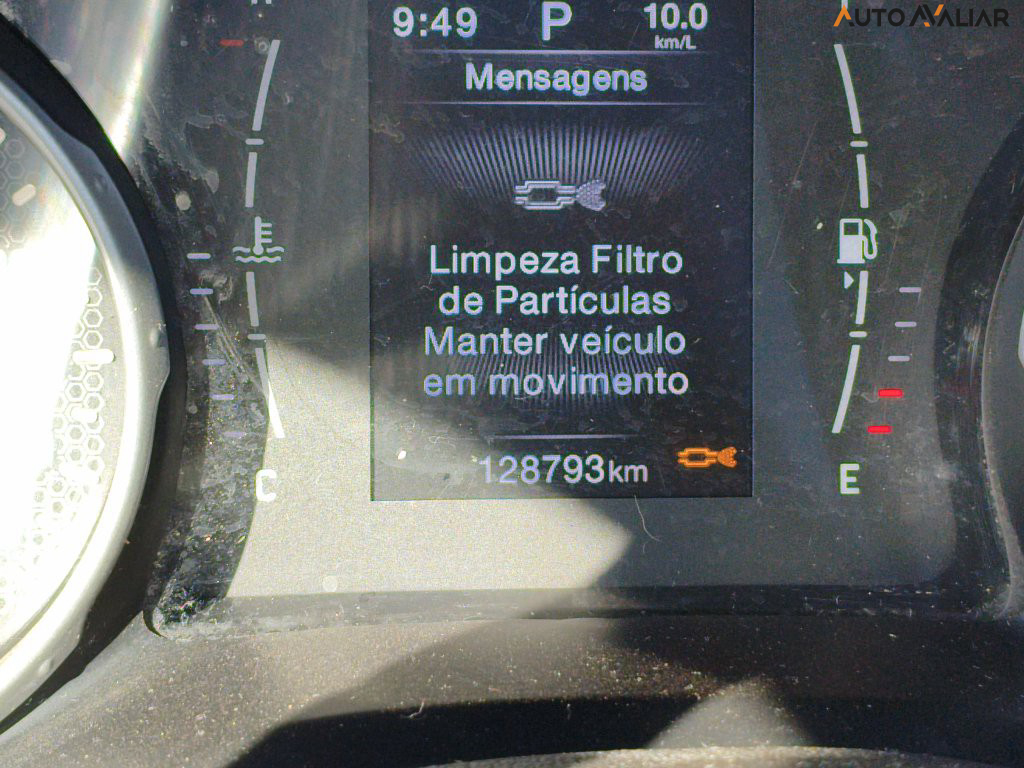 9:49 P 10.0
km/L
AUTO AVALIAR
Mensagens
Limpeza Filtro
de Partículas
Manter veículo
em movimento
128793km
C
E